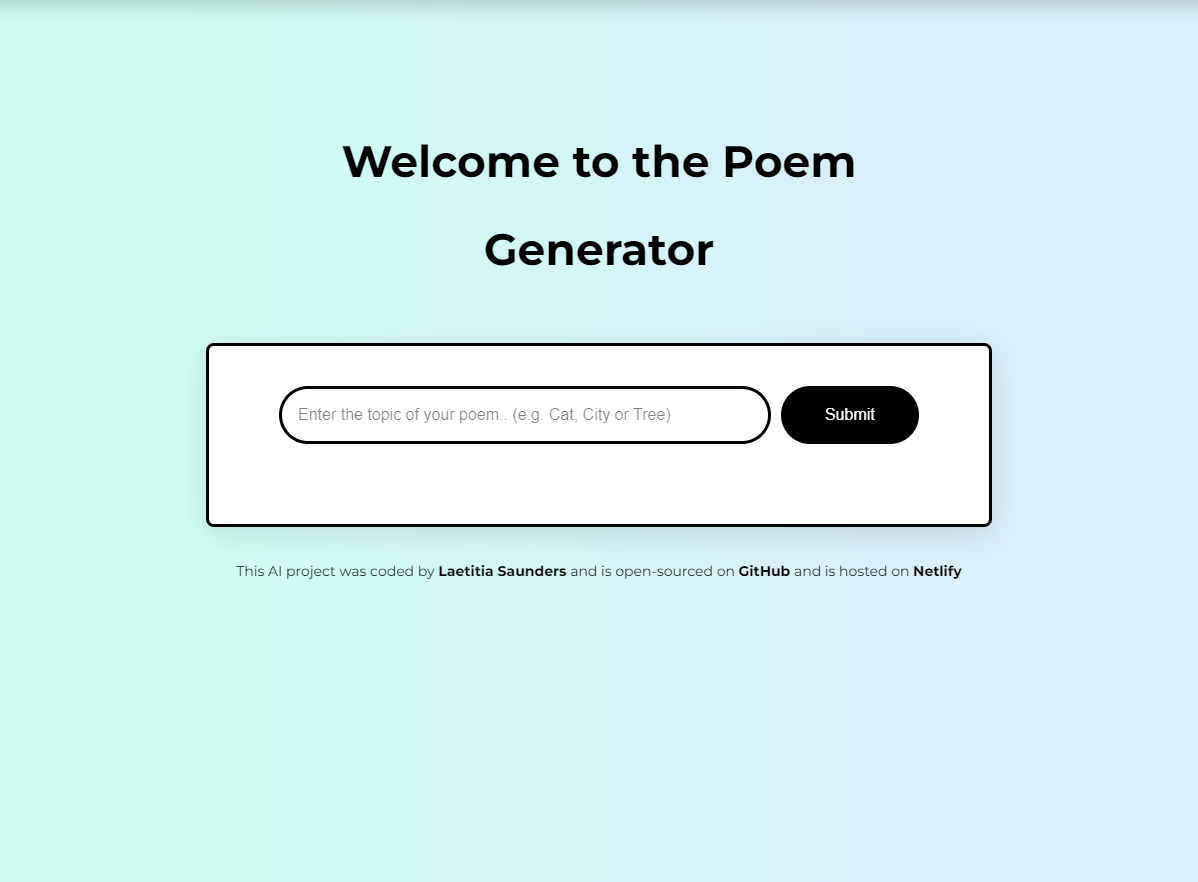 Welcome to the Poem
Generator
Enter the topic of your poem.. (e.g. Cat, City or Tree)
Submit
This AI project was coded by Laetitia Saunders and is open-sourced on GitHub and is hosted on Netlify